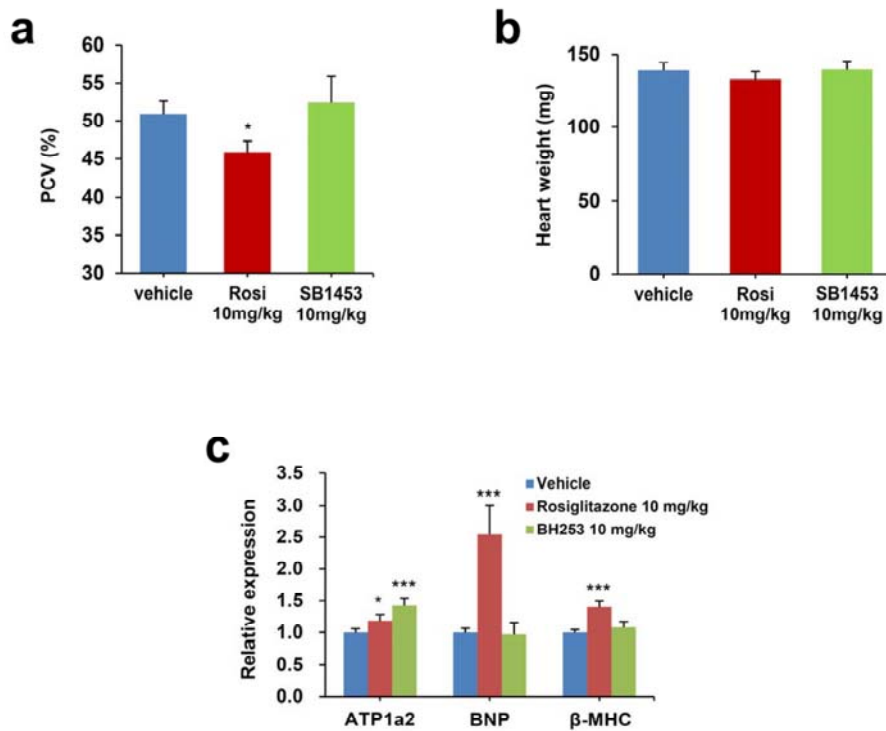 a
60
55
50
45
40
35
30
PCV (%)
*
vehicle
Rosi
10mg/kg
SB1453
10mg/kg
b
150
100
50
0
Heart weight (mg)
vehicle
Rosi
10mg/kg
SB1453
10mg/kg
c
3.5
3.0
2.5
2.0
1.5
1.0
0.5
0.0
Relative expression
Vehicle
Rosiglitazone 10 mg/kg
BH253 10 mg/kg
*
***
***
***
ATP1a2
BNP
β-MHC